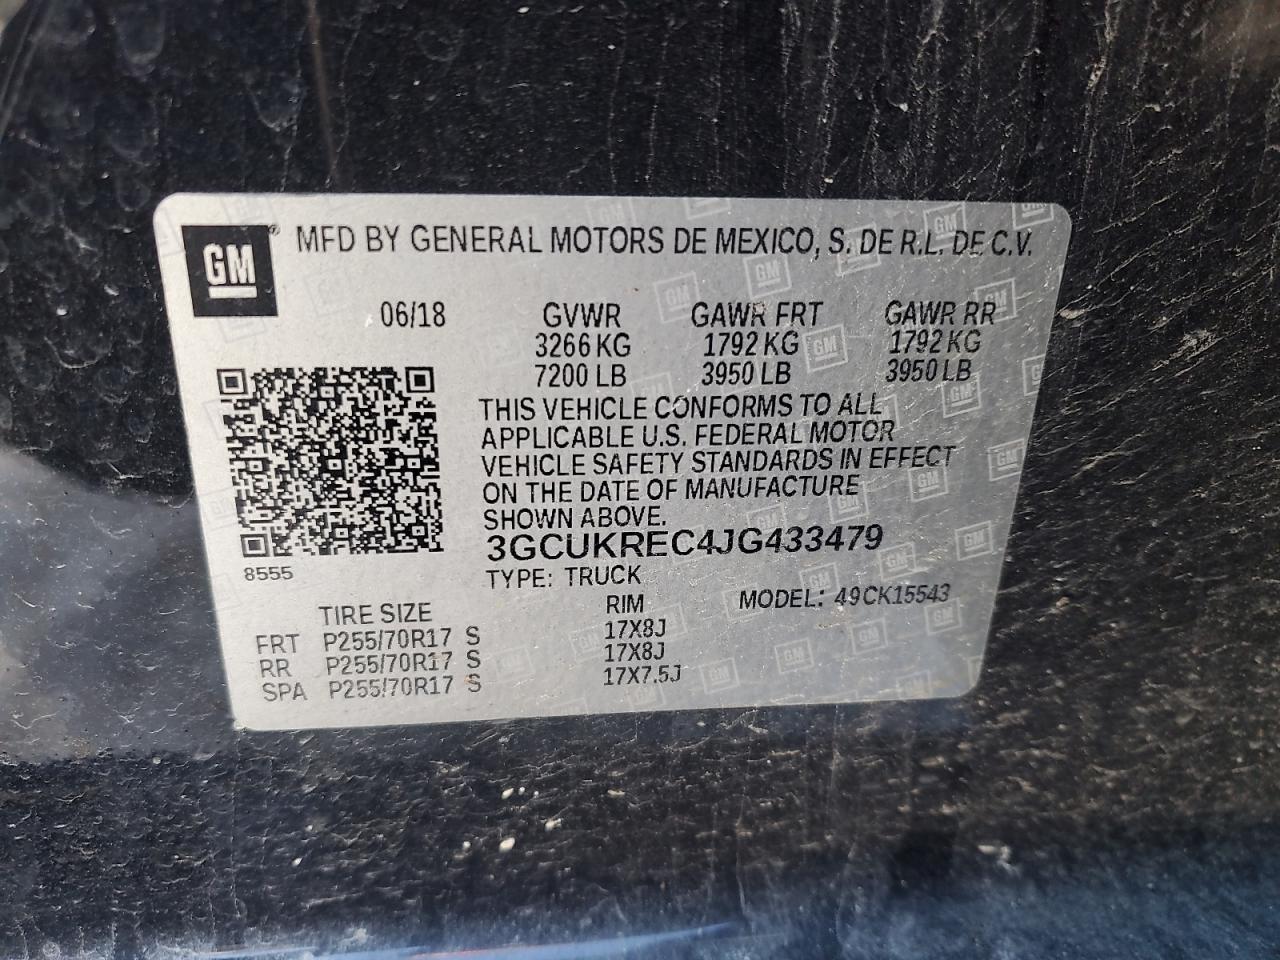 GM® MFD BY GENERAL MOTORS DE MEXICO, S. DE R.L. DE C.V.
06/18 GVWR GAWR FRT GAWR RR
3266 KG 1792 KG 1792 KG
7200 LB 3950 LB 3950 LB
THIS VEHICLE CONFORMS TO ALL
APPLICABLE U.S. FEDERAL MOTOR
VEHICLE SAFETY STANDARDS IN EFFECT
ON THE DATE OF MANUFACTURE
SHOWN ABOVE.
3GCUKREC4JG433479
8555
TYPE: TRUCK
MODEL: 49CK15543
TIRE SIZE RIM
FRT P255/70R17 S 17X8J
RR P255/70R17 S 17X8J
SPA P255/70R17 S 17X7.5J